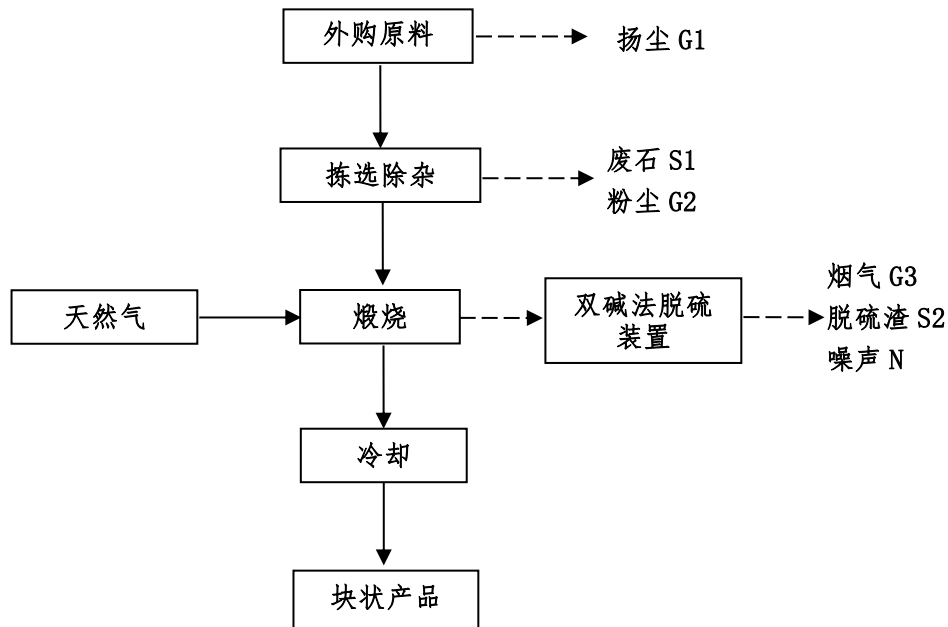 外购原料
扬尘 G1
拣选除杂
废石 S1
粉尘 G2
天然气
煅烧
双碱法脱硫
装置
烟气 G3
脱硫渣 S2
噪声 N
冷却
块状产品